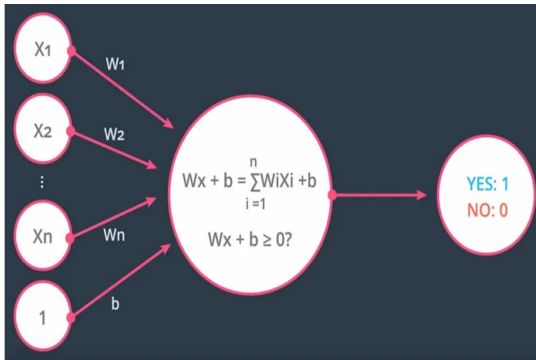 X1
W1
X2
W2
⋮
Xn
Wn
1
b
n
Wx + b = ∑WiXi +b
i =1
Wx + b ≥ 0?
YES: 1
NO: 0